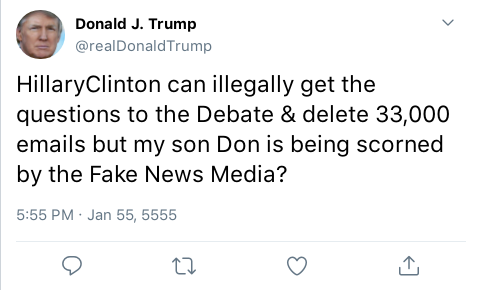 Donald J. Trump
@realDonaldTrump
HillaryClinton can illegally get the
questions to the Debate & delete 33,000
emails but my son Don is being scorned
by the Fake News Media?
5:55 PM · Jan 55, 5555